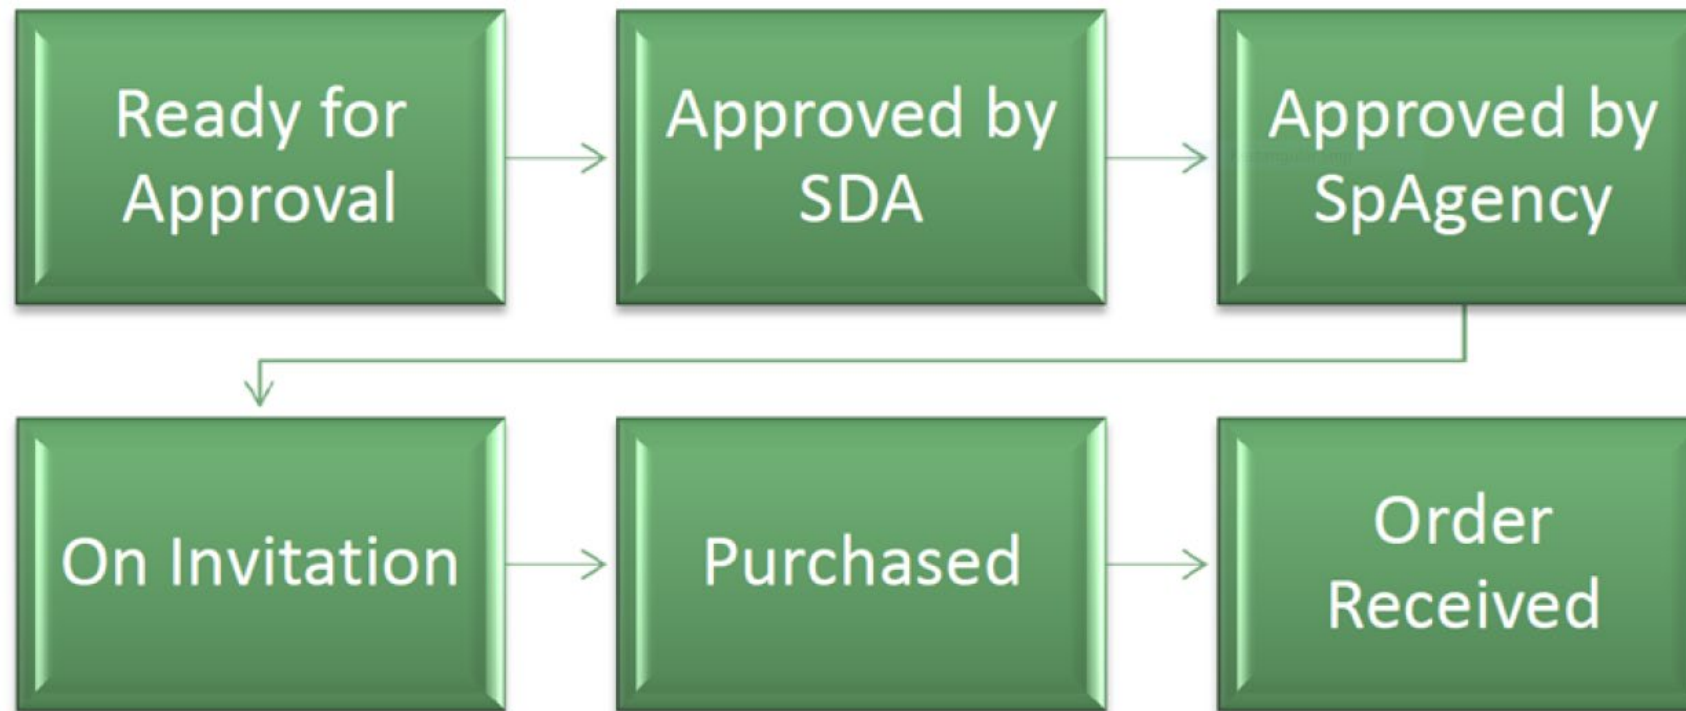 Ready for
Approval
Approved by
SDA
Approved by
SpAgency
On Invitation
Purchased
Order
Received